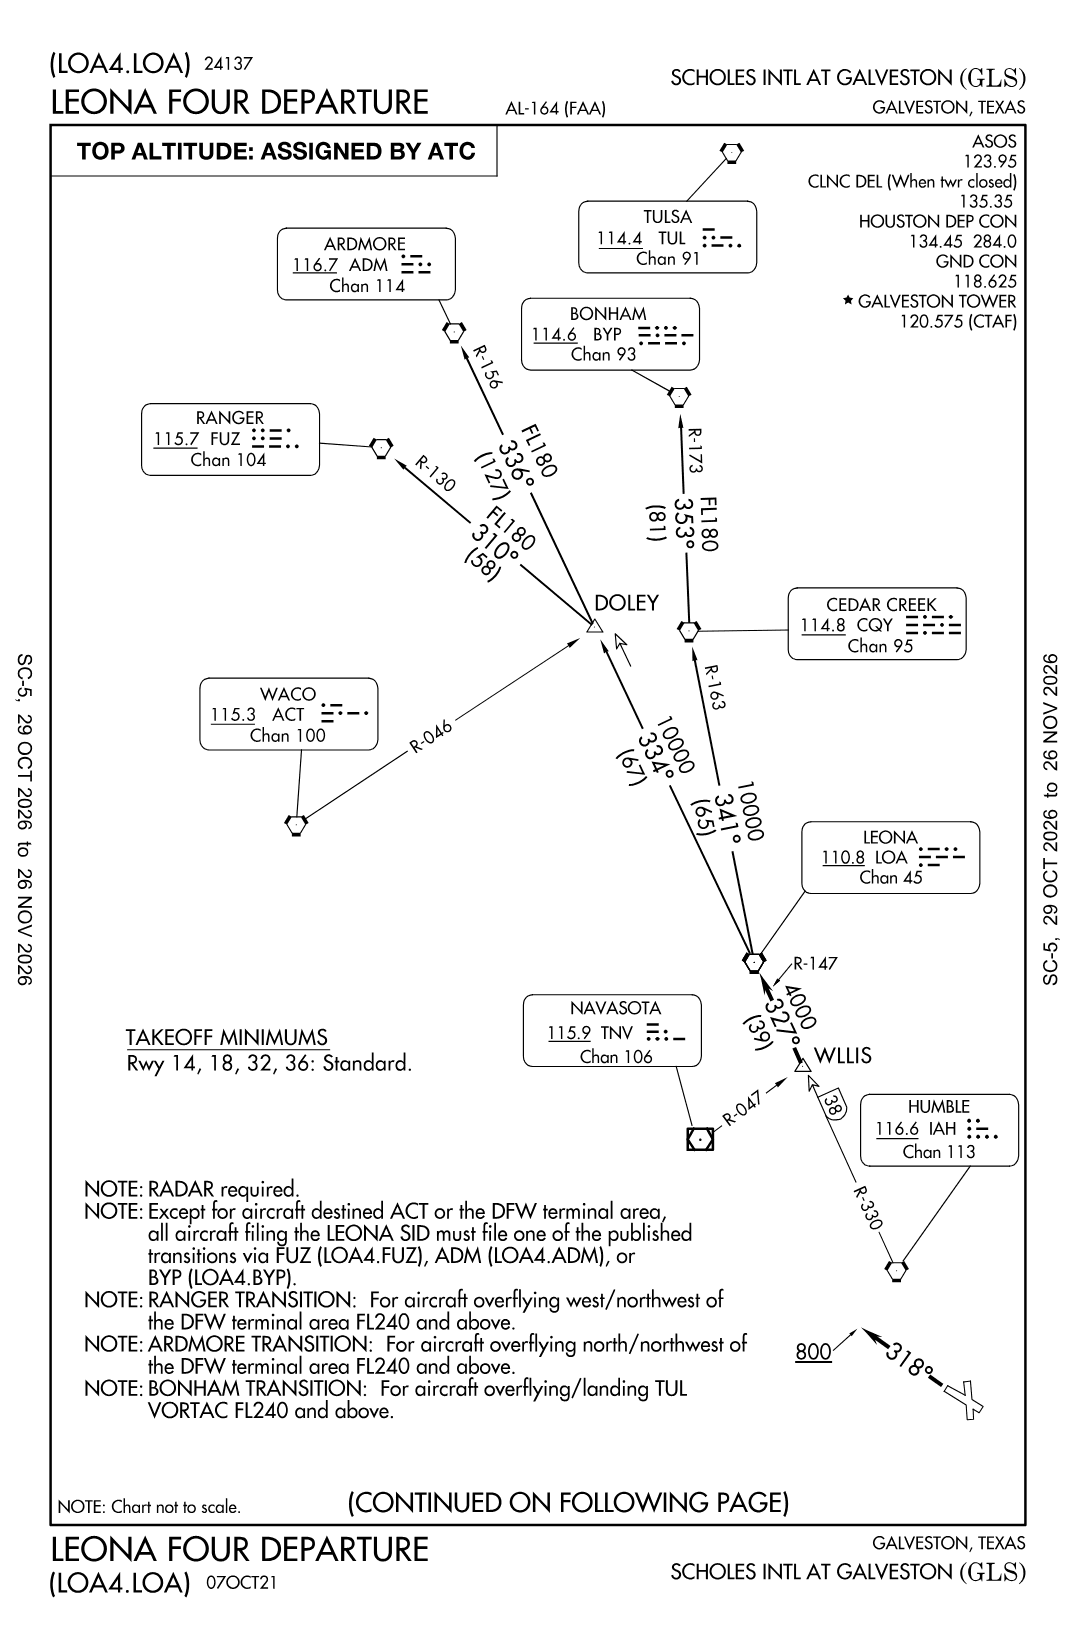 (LOA4.LOA) 24137
LEONA FOUR DEPARTURE
AL-164 (FAA)
SCHOLES INTL AT GALVESTON (GLS)
GALVESTON, TEXAS
TOP ALTITUDE: ASSIGNED BY ATC
ASOS
123.95
CLNC DEL (When twr closed)
135.35
HOUSTON DEP CON
134.45 284.0
GND CON
118.625
★ GALVESTON TOWER
120.575 (CTAF)
TULSA
114.4 TUL
Chan 91
ARDMORE
116.7 ADM
Chan 114
BONHAM
114.6 BYP
Chan 93
R-156
RANGER
115.7 FUZ
Chan 104
R-130
FL180
336°
(127)
R-173
FL180
353°
(81)
FL180
310°
(58)
DOLEY
CEDAR CREEK
114.8 CQY
Chan 95
WACO
115.3 ACT
Chan 100
R-046
R-163
10000
334°
(67)
10000
341°
(65)
LEONA
110.8 LOA
Chan 45
R-147
4000
327°
(39)
NAVASOTA
115.9 TNV
Chan 106
WLLIS
R-047
38
HUMBLE
116.6 IAH
Chan 113
R-330
TAKEOFF MINIMUMS
Rwy 14, 18, 32, 36: Standard.
NOTE: RADAR required.
NOTE: Except for aircraft destined ACT or the DFW terminal area,
all aircraft filing the LEONA SID must file one of the published
transitions via FUZ (LOA4.FUZ), ADM (LOA4.ADM), or
BYP (LOA4.BYP).
NOTE: RANGER TRANSITION: For aircraft overflying west/northwest of
the DFW terminal area FL240 and above.
NOTE: ARDMORE TRANSITION: For aircraft overflying north/northwest of
the DFW terminal area FL240 and above.
NOTE: BONHAM TRANSITION: For aircraft overflying/landing TUL
VORTAC FL240 and above.
800
318°
NOTE: Chart not to scale.
(CONTINUED ON FOLLOWING PAGE)
SC-5, 29 OCT 2026 to 26 NOV 2026
SC-5, 29 OCT 2026 to 26 NOV 2026
LEONA FOUR DEPARTURE
(LOA4.LOA) 07OCT21
GALVESTON, TEXAS
SCHOLES INTL AT GALVESTON (GLS)